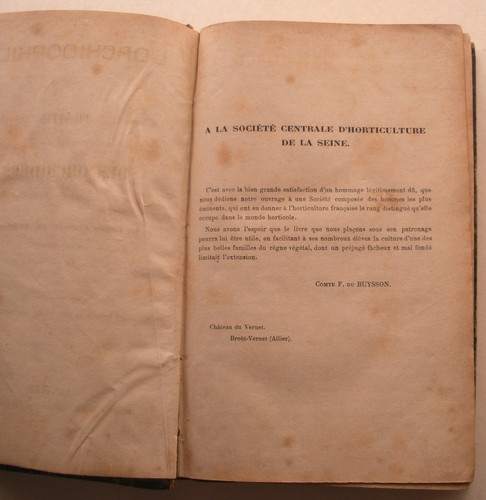 A LA SOCIÉTÉ CENTRALE D'HORTICULTURE
DE LA SEINE.
C'est avec la bien grande satisfaction d'un hommage légitimement dû, que
nous dédions notre ouvrage à une Société composée des hommes les plus
éminents, qui ont su donner à l'horticulture française le rang distingué qu'elle
occupe dans le monde horticole.
Nous avons l'espoir que le livre que nous plaçons sous son patronage
pourra lui être utile, en facilitant à ses nombreux élèves la culture d'une des
plus belles familles du règne végétal, dont un préjugé fâcheux et mal fondé
limitait l'extension.
COMTE F. DU BUYSSON.
Château du Vernet.
Broût-Vernet (Allier).